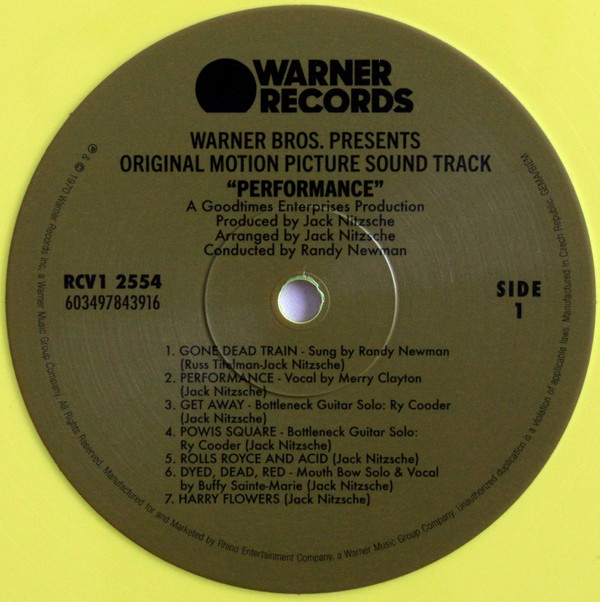 WARNER
RECORDS
WARNER BROS. PRESENTS
ORIGINAL MOTION PICTURE SOUND TRACK
"PERFORMANCE"
A Goodtimes Enterprises Production
Produced by Jack Nitzsche
Arranged by Jack Nitzsche
Conducted by Randy Newman
RCV1 2554
603497843916
SIDE
1
1. GONE DEAD TRAIN - Sung by Randy Newman
(Russ Titelman-Jack Nitzsche)
2. PERFORMANCE - Vocal by Merry Clayton
(Jack Nitzsche)
3. GET AWAY - Bottleneck Guitar Solo: Ry Cooder
(Jack Nitzsche)
4. POWIS SQUARE - Bottleneck Guitar Solo:
Ry Cooder (Jack Nitzsche)
5. ROLLS ROYCE AND ACID (Jack Nitzsche)
6. DYED, DEAD, RED - Mouth Bow Solo & Vocal
by Buffy Sainte-Marie (Jack Nitzsche)
7. HARRY FLOWERS (Jack Nitzsche)
℗ & © 1970 Warner Records Inc. a Warner Music Group Company. All Rights Reserved. Manufactured for and Marketed by Rhino Entertainment Company, a Warner Music Group Company. Unauthorized duplication is a violation of applicable laws. Manufactured in Czech Republic. GEMA/BIEM